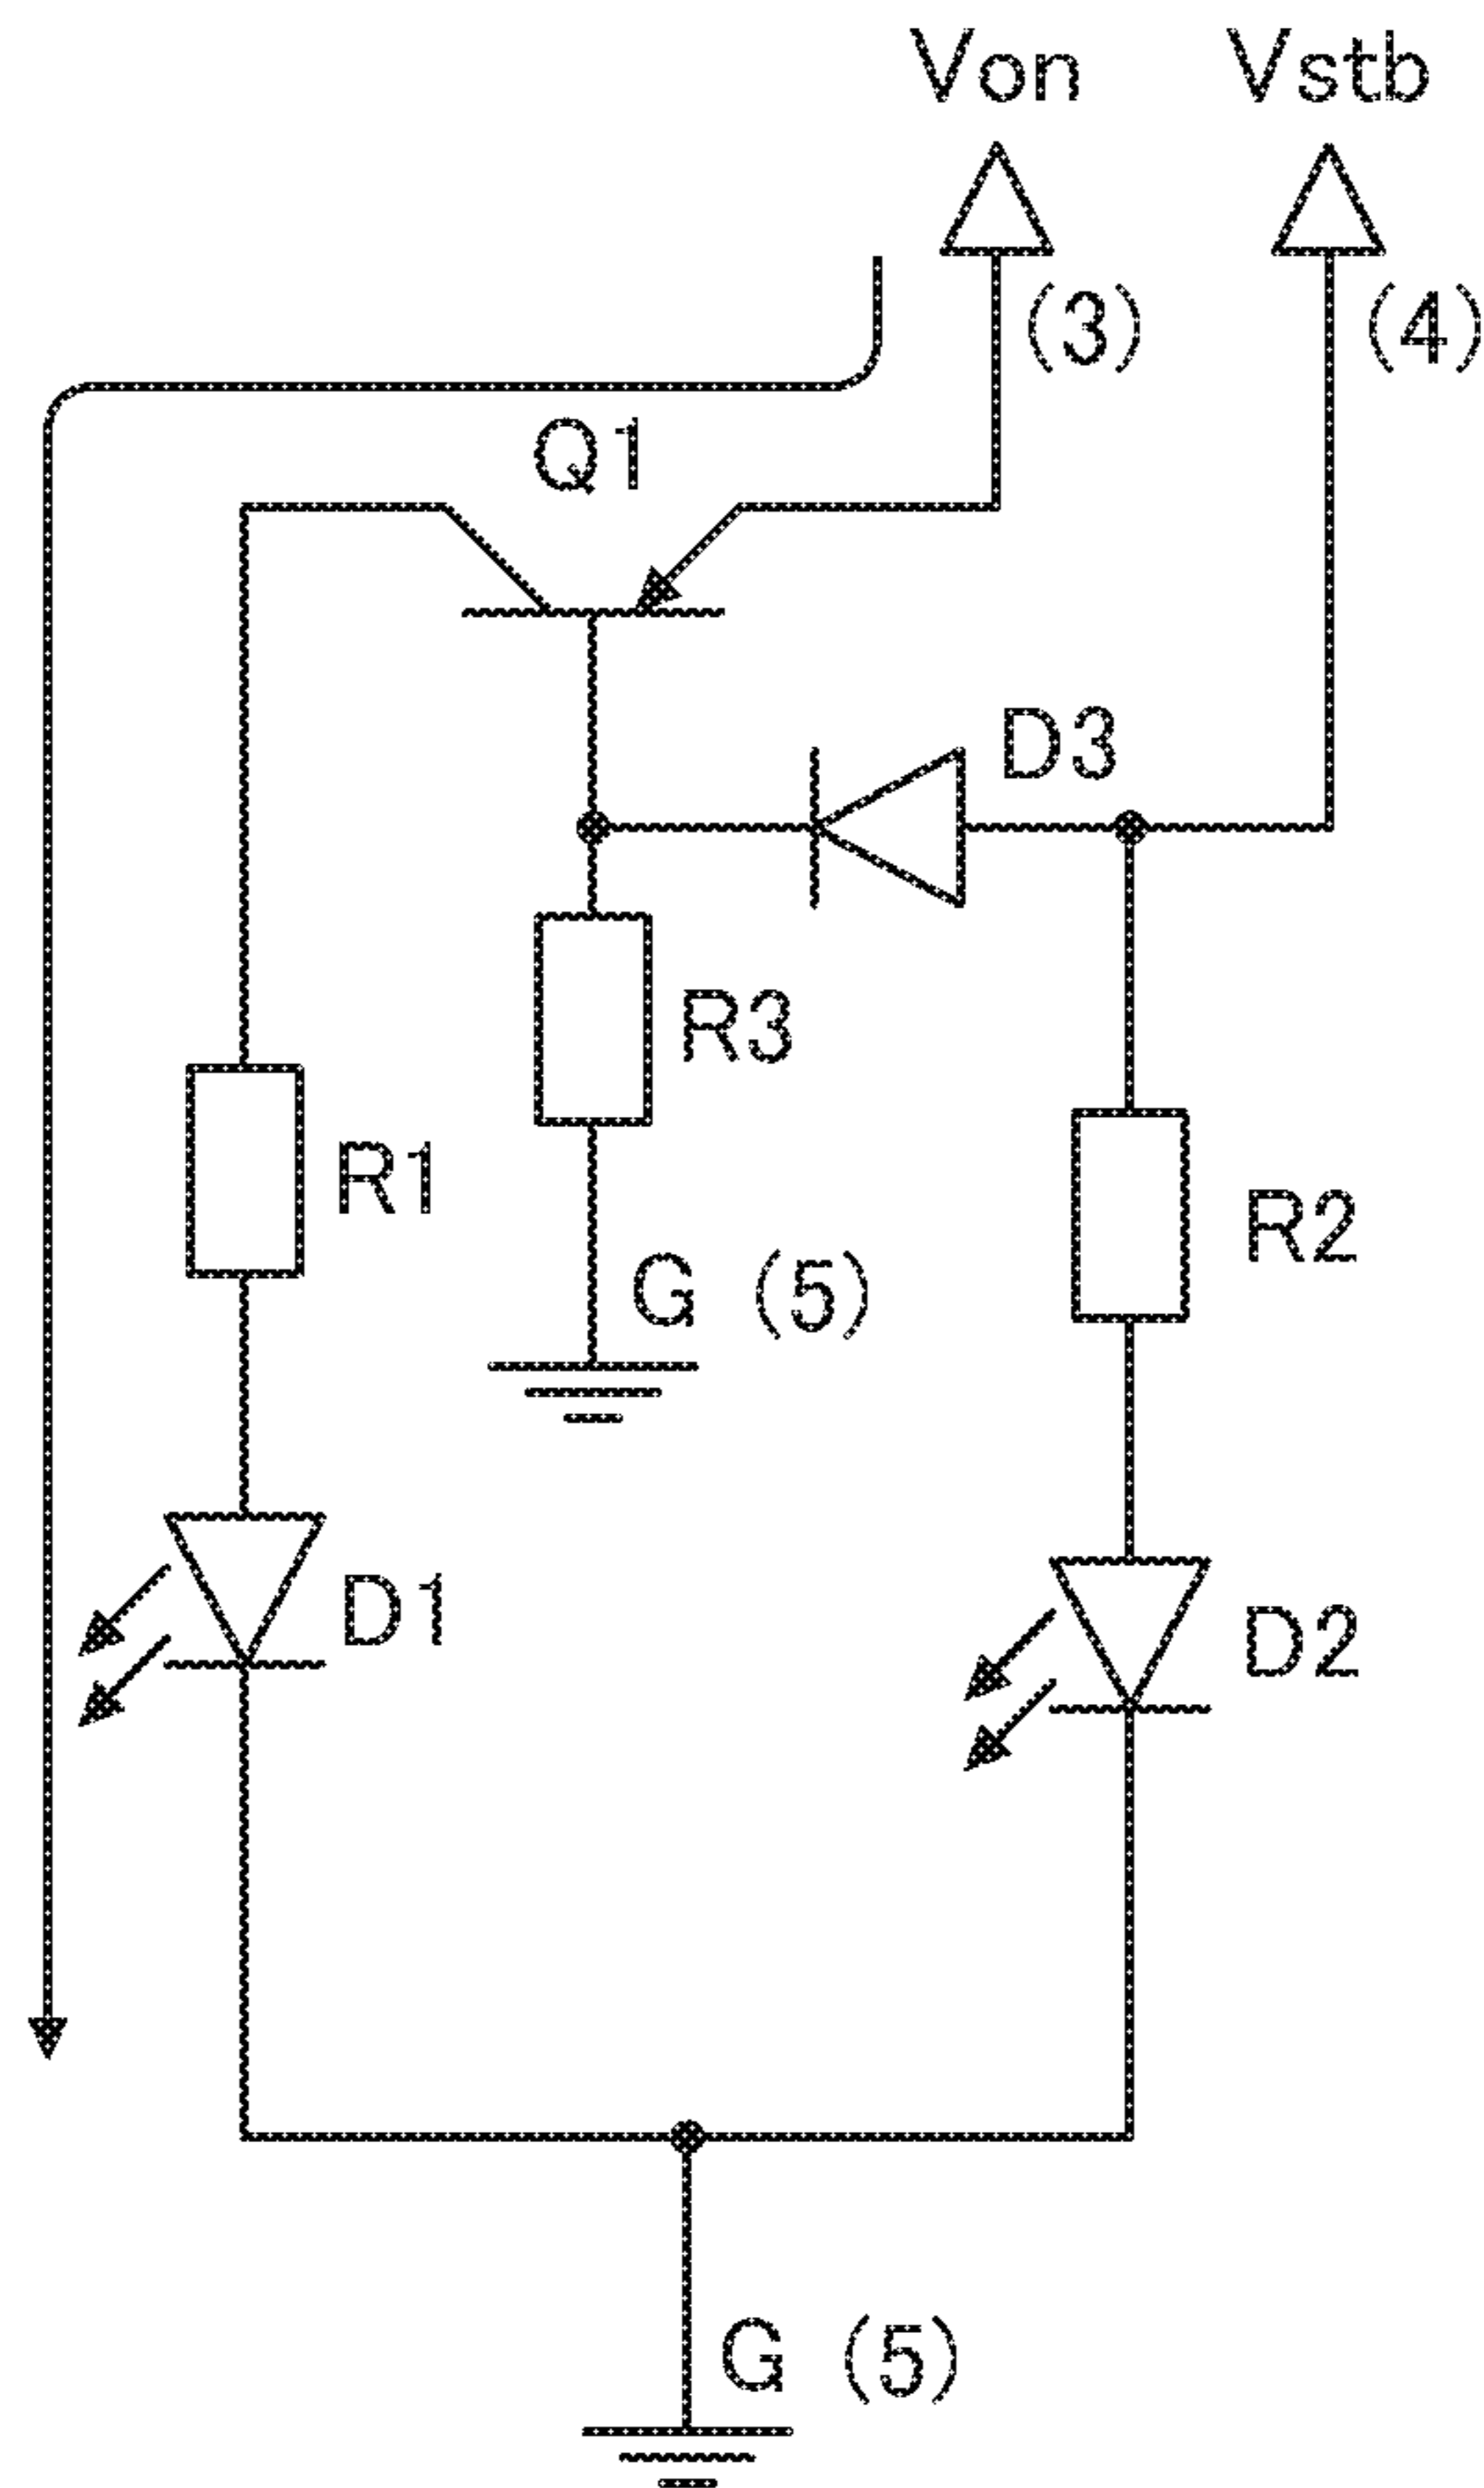 Von Vstb
(3) (4)
Q1
D3
R3
R1
R2
G (5)
D1
D2
G (5)